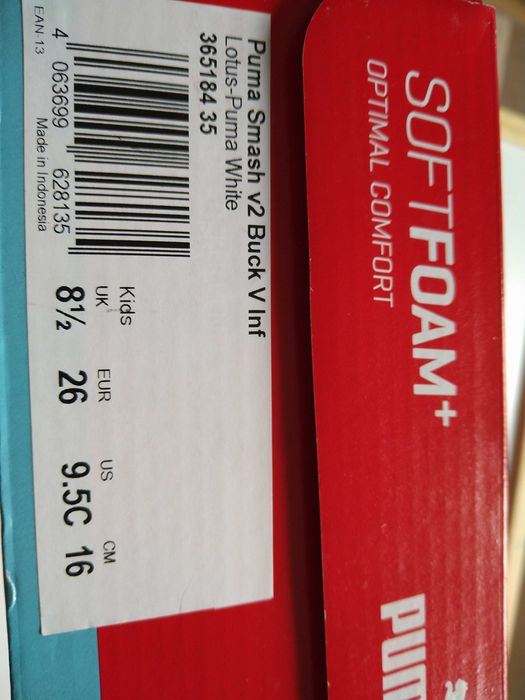 SOFTFOAM+
OPTIMAL COMFORT
Puma Smash v2 Buck V Inf
Lotus-Puma White
365184 35
4 063699 628135
EAN-13
Made in Indonesia
Kids
UK EUR US CM
8½ 26 9.5C 16
PUM